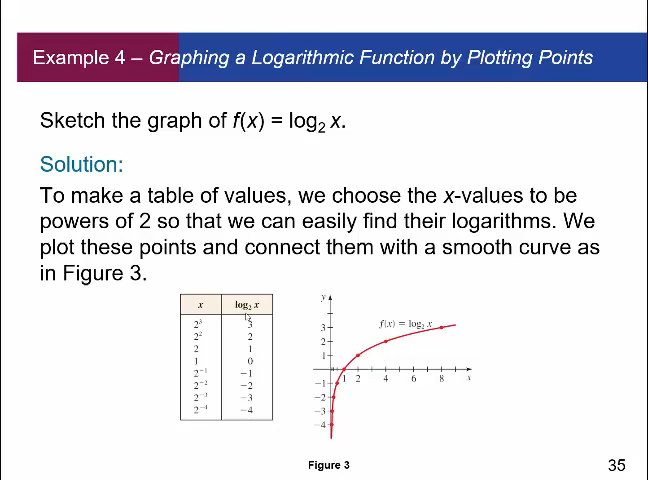 Example 4 – Graphing a Logarithmic Function by Plotting Points
Sketch the graph of f(x) = log₂ x.
Solution:
To make a table of values, we choose the x-values to be
powers of 2 so that we can easily find their logarithms. We
plot these points and connect them with a smooth curve as
in Figure 3.
x log₂ x
2³ 3
2² 2
2 1
1 0
2⁻¹ −1
2⁻² −2
2⁻³ −3
2⁻⁴ −4
y
f(x) = log₂ x
3
2
1
1 2 4 6 8 x
−1
−2
−3
−4
Figure 3
35